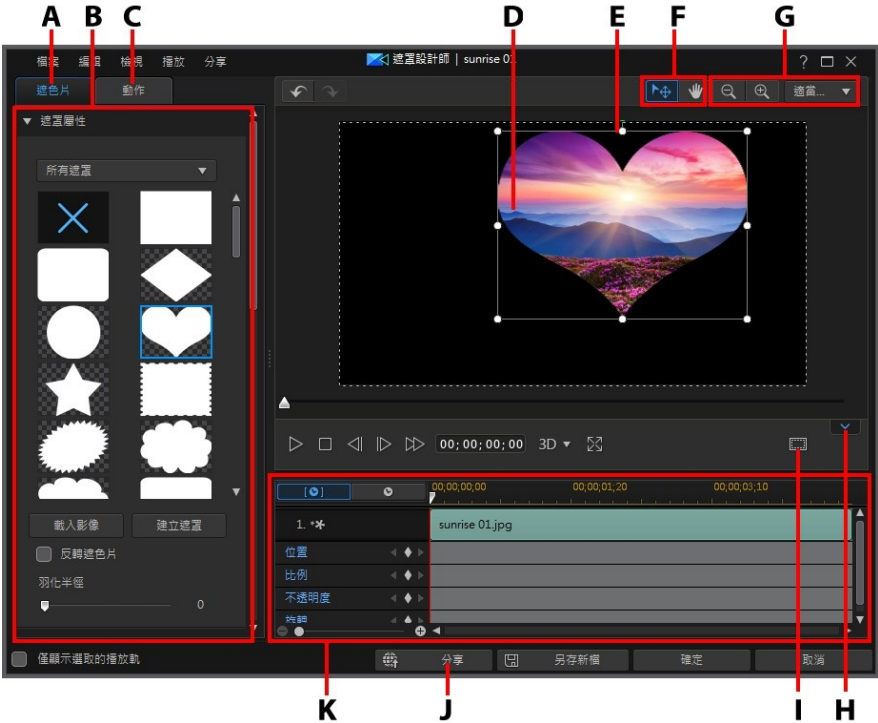 A B C D E F G
檔案 編輯 檢視 播放 分享 遮罩設計師 | sunrise 01 ?
遮色片 動作
遮罩屬性
所有遮罩
適當...
00;00;00;00 3D
00;00;00;00 00;00;01;20 00;00;03;10
1. sunrise 01.jpg
位置
比例
不透明度
旋轉
載入影像 建立遮罩
反轉遮色片
羽化半徑
0
僅顯示選取的播放軌 分享 另存新檔 確定 取消
K J I H